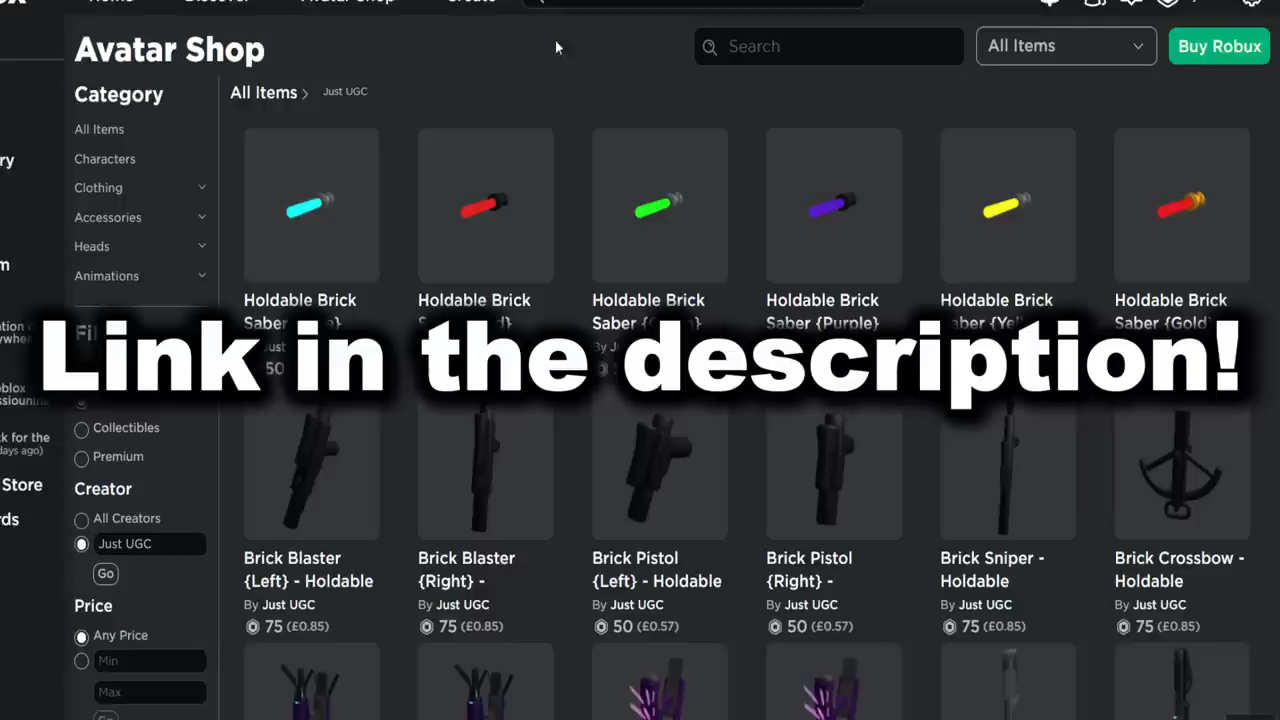 Avatar Shop
Search
All Items
Buy Robux
Category
All Items
Characters
Clothing
Accessories
Heads
Animations
All Items > Just UGC
Holdable Brick
Holdable Brick
Holdable Brick
Holdable Brick
Holdable Brick
Holdable Brick
Saber {Purple}
Saber {Gold}
Link in the description!
Collectibles
Premium
Creator
All Creators
Just UGC
Go
Price
Any Price
Min
Max
Store
Brick Blaster
{Left} - Holdable
By Just UGC
75 (£0.85)
Brick Blaster
{Right} -
By Just UGC
75 (£0.85)
Brick Pistol
{Left} - Holdable
By Just UGC
50 (£0.57)
Brick Pistol
{Right} -
By Just UGC
50 (£0.57)
Brick Sniper -
Holdable
By Just UGC
75 (£0.85)
Brick Crossbow -
Holdable
By Just UGC
75 (£0.85)